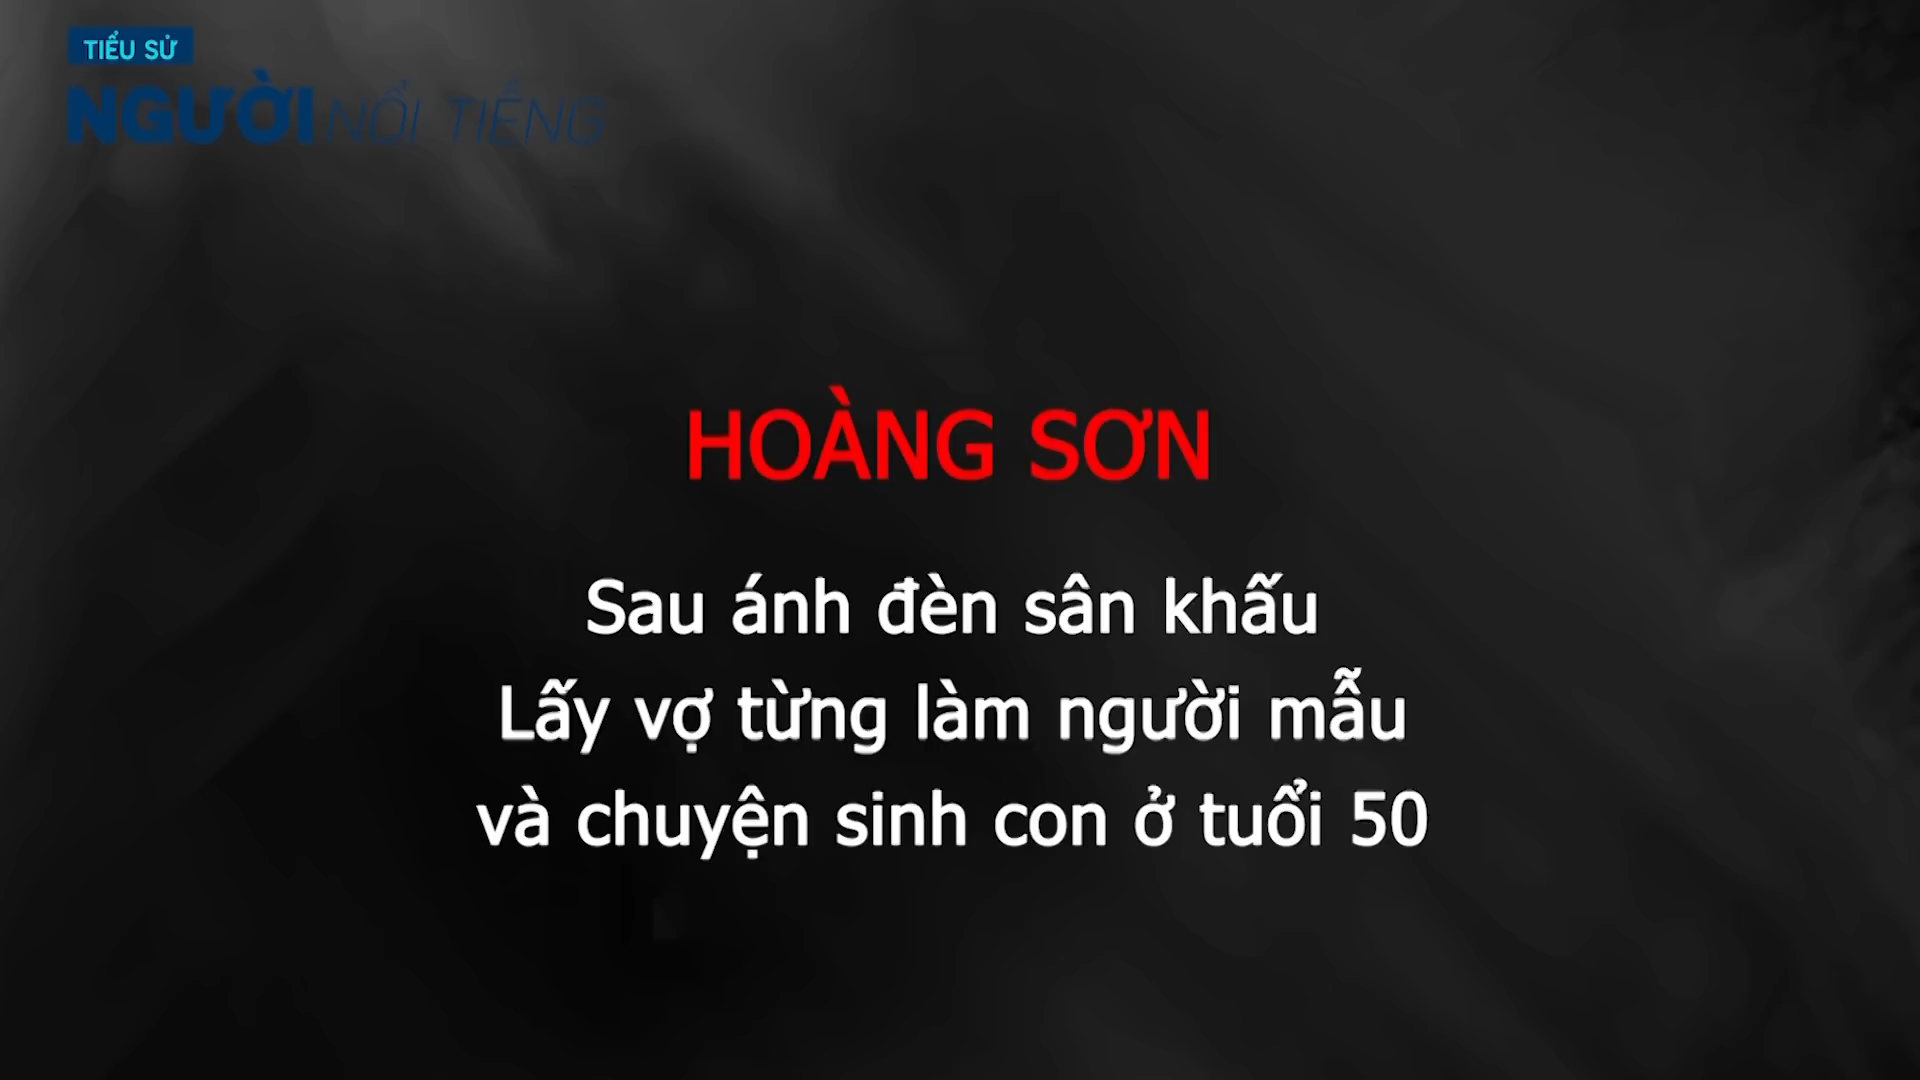 TIỂU SỬ
NGƯỜI NỔI TIẾNG
HOÀNG SƠN
Sau ánh đèn sân khấu
Lấy vợ từng làm người mẫu
và chuyện sinh con ở tuổi 50